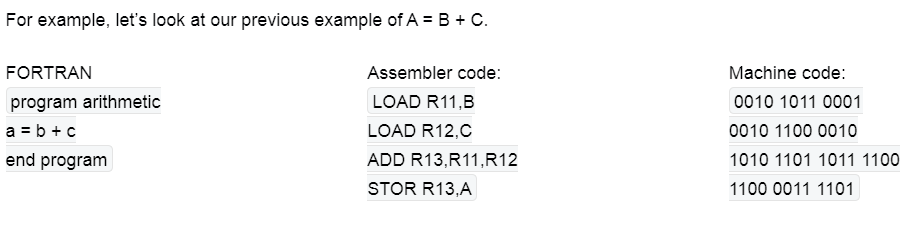 For example, let’s look at our previous example of A = B + C.
FORTRAN
program arithmetic
a = b + c
end program
Assembler code:
LOAD R11,B
LOAD R12,C
ADD R13,R11,R12
STOR R13,A
Machine code:
0010 1011 0001
0010 1100 0010
1010 1101 1011 1100
1100 0011 1101